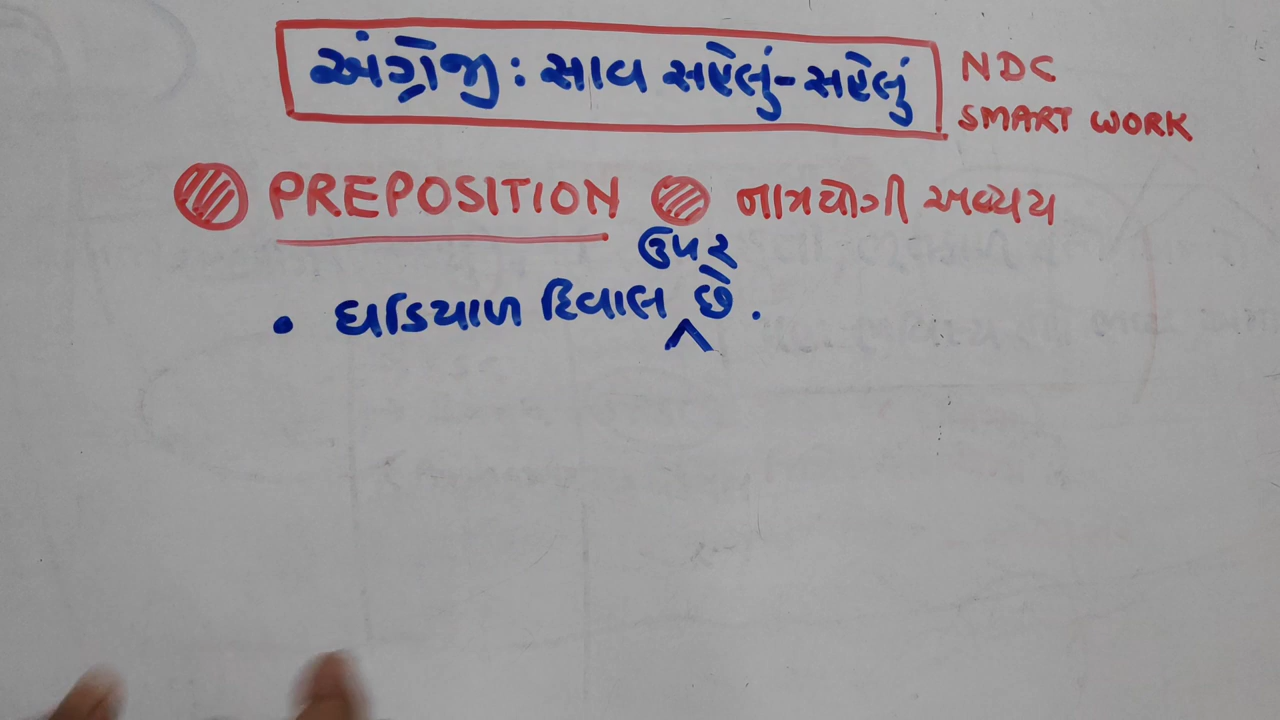 અંગ્રેજી : સાવ સહેલું-સહેલું
NDC
SMART WORK
PREPOSITION નામયોગી અવ્યય
ઉપર
• ઘડિયાળ દિવાલ ^ છે.